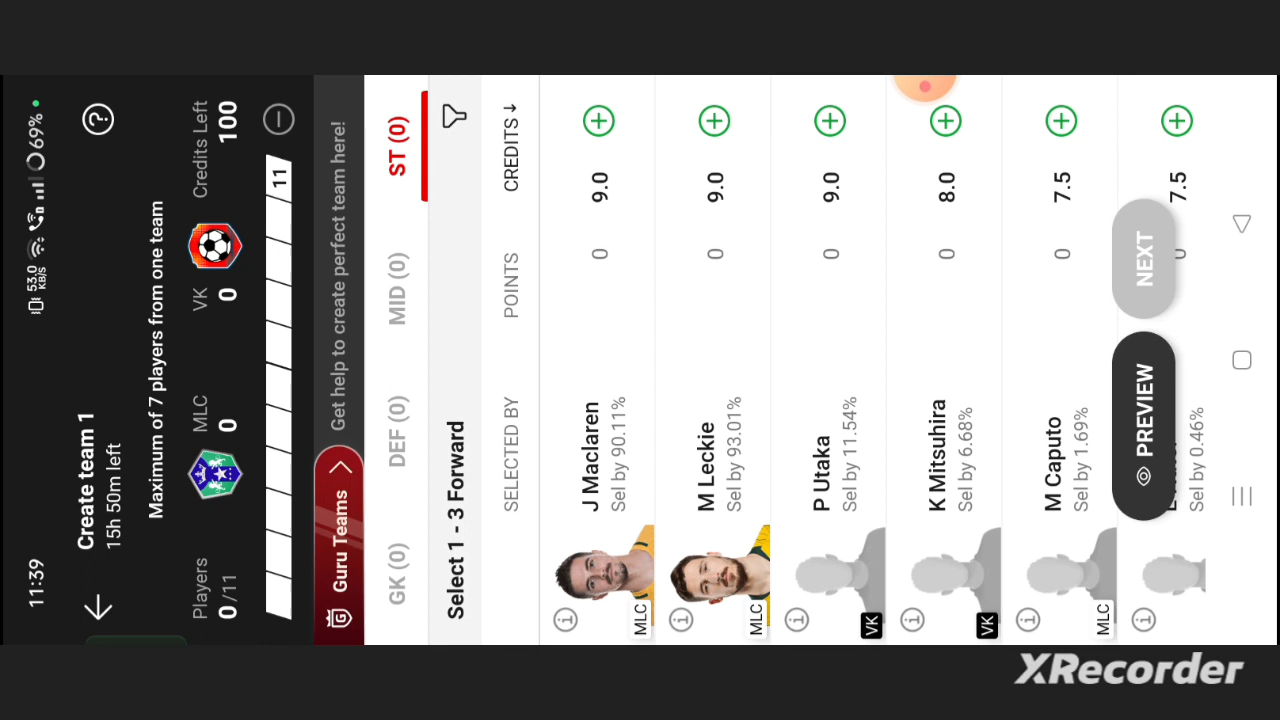 11:39
53.0 KB/S
69%
Create team 1
15h 50m left
?
Maximum of 7 players from one team
Players
0 /11
MLC
0
VK
0
Credits Left
100
11
Guru Teams
Get help to create perfect team here!
GK (0)
DEF (0)
MID (0)
ST (0)
Select 1 - 3 Forward
SELECTED BY
POINTS
CREDITS
J Maclaren
Sel by 90.11%
MLC
0
9.0
M Leckie
Sel by 93.01%
MLC
0
9.0
P Utaka
Sel by 11.54%
VK
0
9.0
K Mitsuhira
Sel by 6.68%
VK
0
8.0
M Caputo
Sel by 1.69%
MLC
0
7.5
Sel by 0.46%
0
7.5
PREVIEW
NEXT
XRecorder